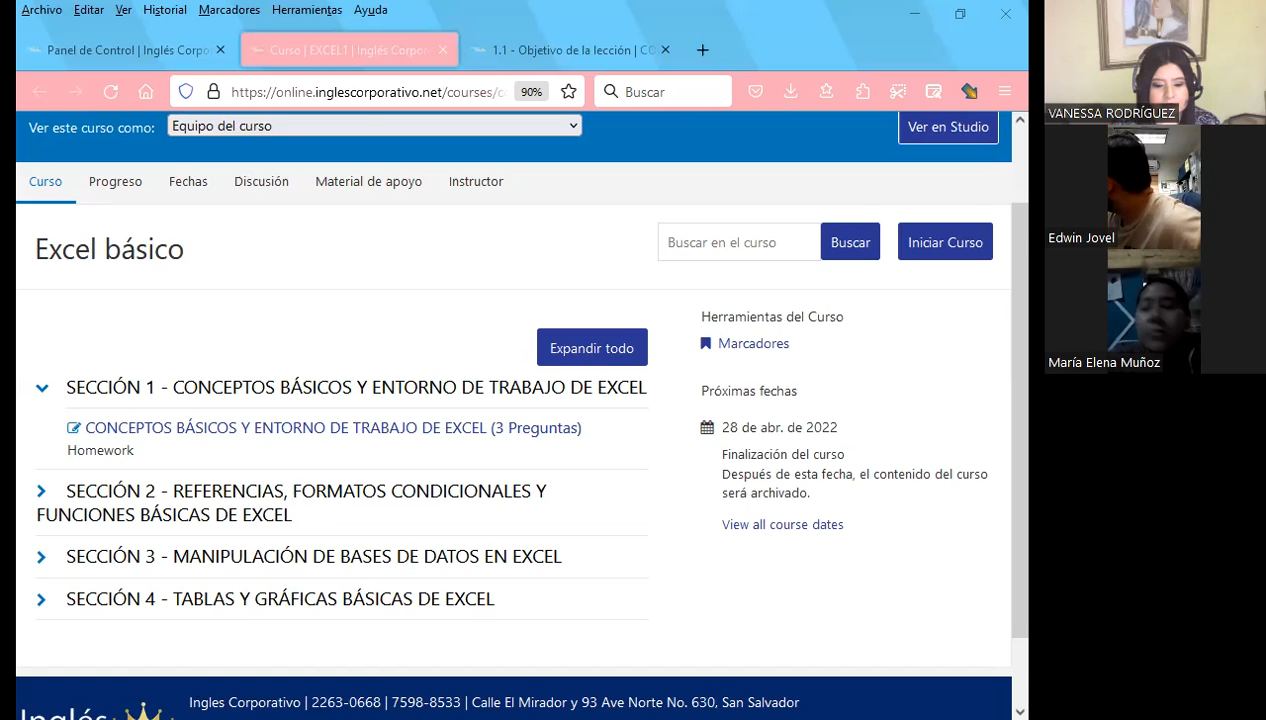 Archivo Editar Ver Historial Marcadores Herramientas Ayuda
Panel de Control | Inglés Corpo
Curso | EXCEL1 | Inglés Corpor
1.1 - Objetivo de la lección | CO
https://online.inglescorporativo.net/courses/co
90%
Buscar
Ver este curso como:
Equipo del curso
Ver en Studio
Curso Progreso Fechas Discusión Material de apoyo Instructor
Excel básico
Buscar en el curso
Buscar
Iniciar Curso
Expandir todo
SECCIÓN 1 - CONCEPTOS BÁSICOS Y ENTORNO DE TRABAJO DE EXCEL
CONCEPTOS BÁSICOS Y ENTORNO DE TRABAJO DE EXCEL (3 Preguntas)
Homework
SECCIÓN 2 - REFERENCIAS, FORMATOS CONDICIONALES Y
FUNCIONES BÁSICAS DE EXCEL
SECCIÓN 3 - MANIPULACIÓN DE BASES DE DATOS EN EXCEL
SECCIÓN 4 - TABLAS Y GRÁFICAS BÁSICAS DE EXCEL
Herramientas del Curso
Marcadores
Próximas fechas
28 de abr. de 2022
Finalización del curso
Después de esta fecha, el contenido del curso
será archivado.
View all course dates
Inglés
Ingles Corporativo | 2263-0668 | 7598-8533 | Calle El Mirador y 93 Ave Norte No. 630, San Salvador
VANESSA RODRÍGUEZ
Edwin Jovel
María Elena Muñoz